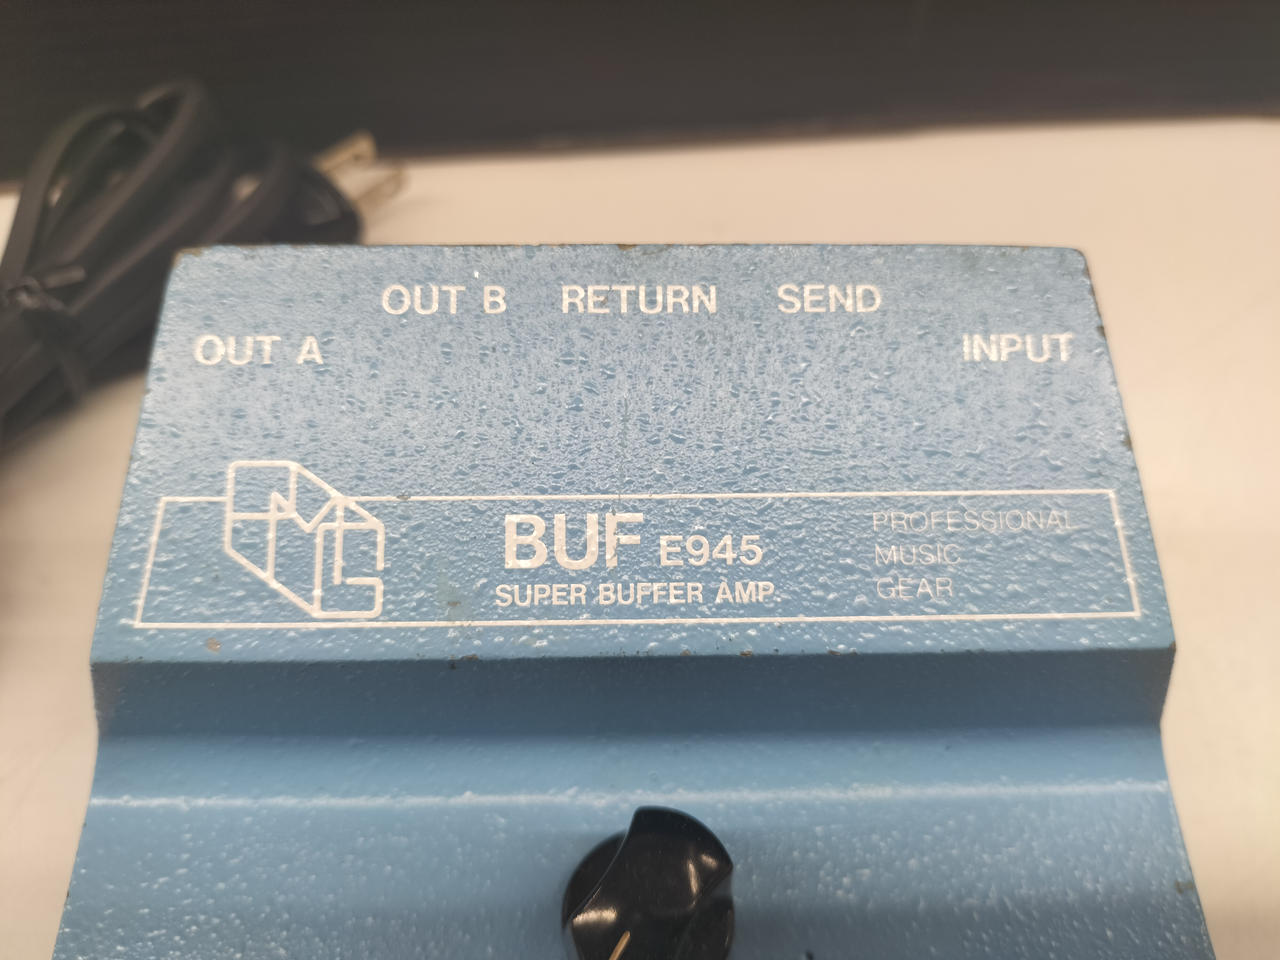 OUT B RETURN SEND
OUT A INPUT
BUF E945
SUPER BUFFER AMP.
PROFESSIONAL
MUSIC
GEAR